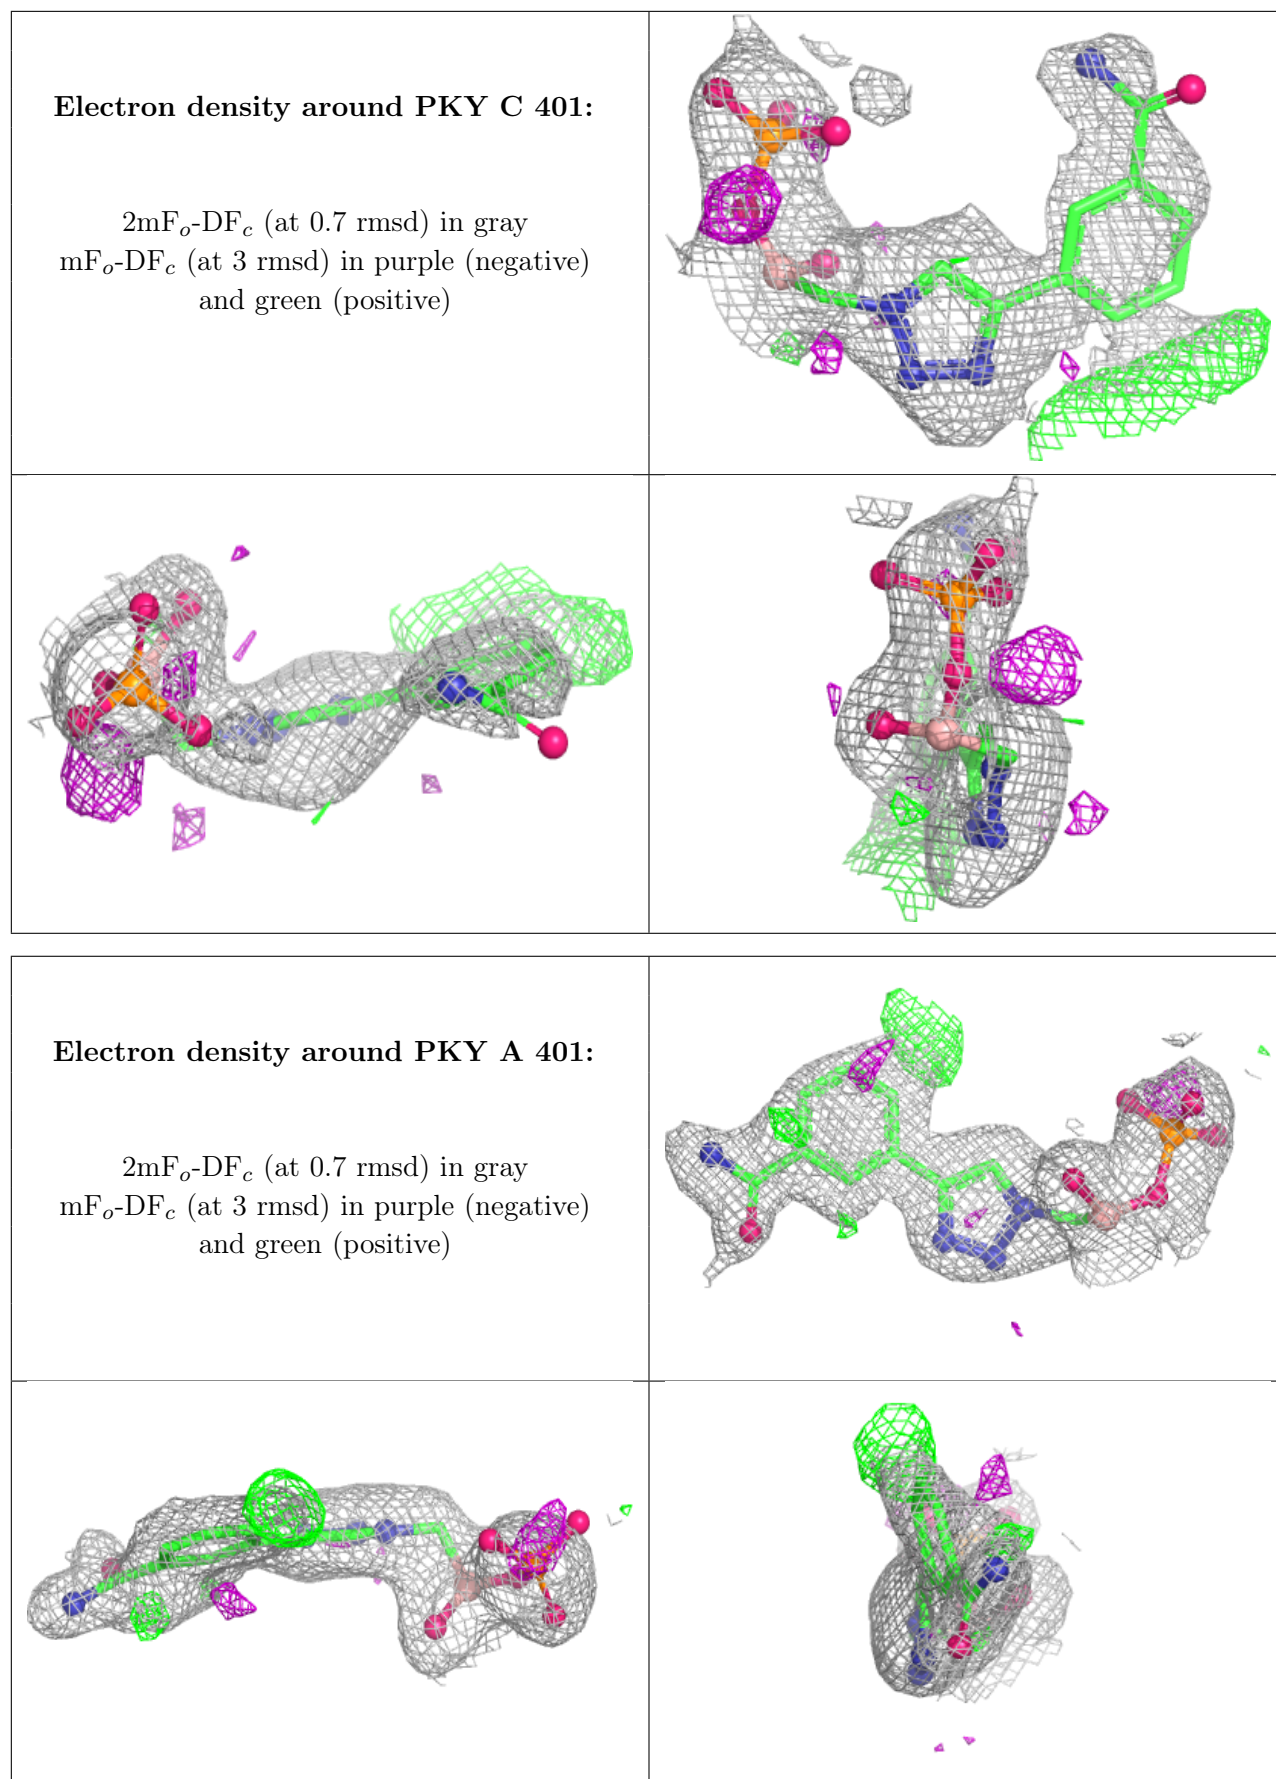 Electron density around PKY C 401:
2mFo-DFc (at 0.7 rmsd) in gray
mFo-DFc (at 3 rmsd) in purple (negative)
and green (positive)
Electron density around PKY A 401:
2mFo-DFc (at 0.7 rmsd) in gray
mFo-DFc (at 3 rmsd) in purple (negative)
and green (positive)